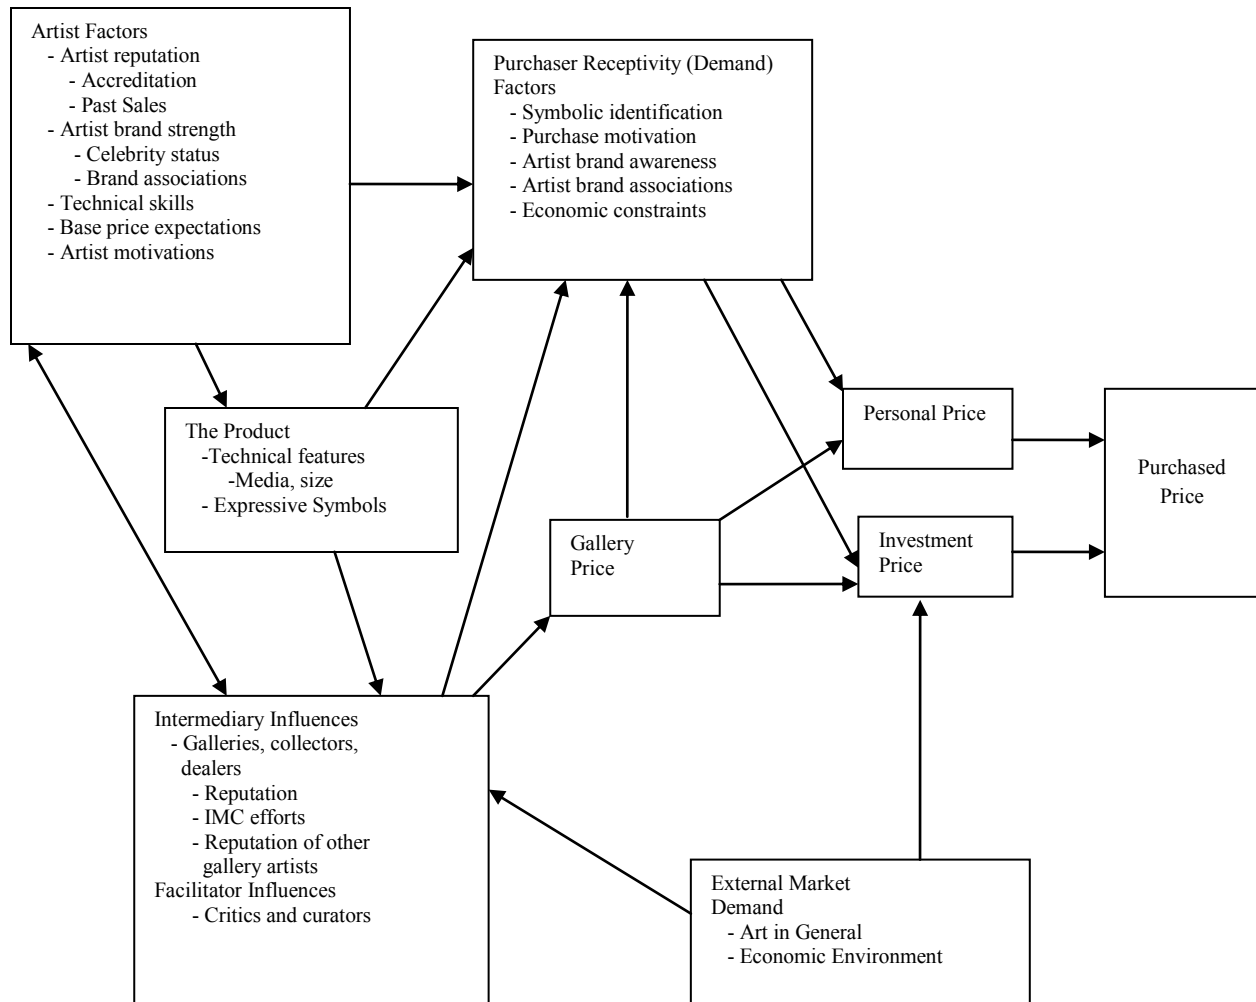 Artist Factors
- Artist reputation
- Accreditation
- Past Sales
- Artist brand strength
- Celebrity status
- Brand associations
- Technical skills
- Base price expectations
- Artist motivations
Purchaser Receptivity (Demand)
Factors
- Symbolic identification
- Purchase motivation
- Artist brand awareness
- Artist brand associations
- Economic constraints
The Product
-Technical features
-Media, size
- Expressive Symbols
Personal Price
Purchased
Price
Gallery
Price
Investment
Price
Intermediary Influences
- Galleries, collectors,
dealers
- Reputation
- IMC efforts
- Reputation of other
gallery artists
Facilitator Influences
- Critics and curators
External Market
Demand
- Art in General
- Economic Environment